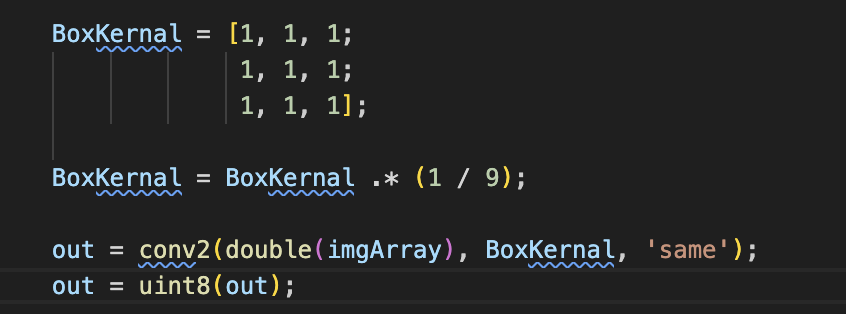 BoxKernal = [1, 1, 1;
1, 1, 1;
1, 1, 1];
BoxKernal = BoxKernal .* (1 / 9);
out = conv2(double(imgArray), BoxKernal, 'same');
out = uint8(out);